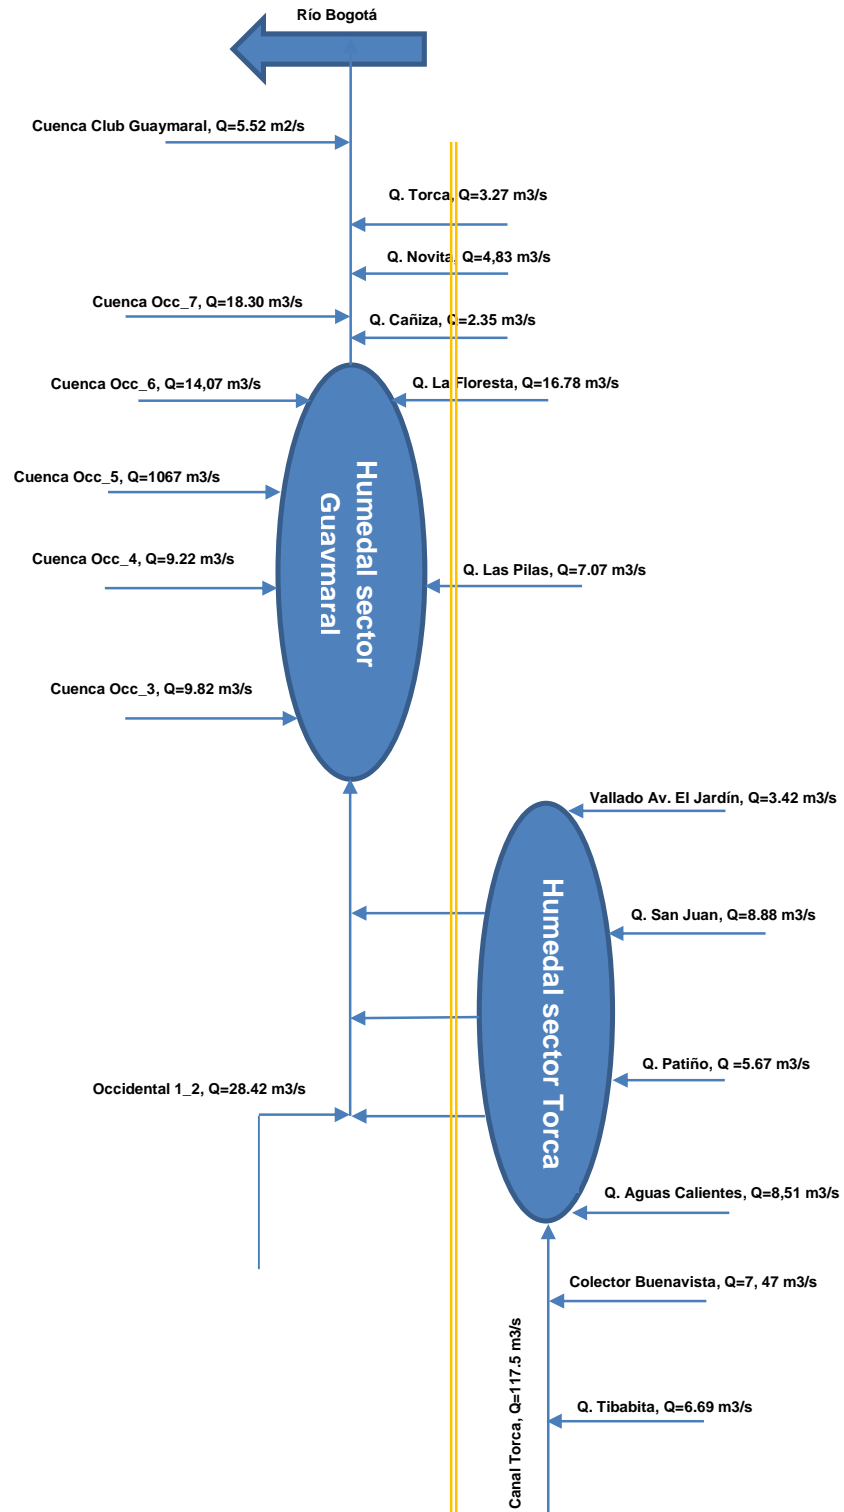 Río Bogotá
Cuenca Club Guaymaral, Q=5.52 m2/s
Q. Torca, Q=3.27 m3/s
Q. Novita, Q=4,83 m3/s
Cuenca Occ_7, Q=18.30 m3/s
Q. Cañiza, Q=2.35 m3/s
Cuenca Occ_6, Q=14,07 m3/s
Q. La Floresta, Q=16.78 m3/s
Cuenca Occ_5, Q=1067 m3/s
Humedal sector
Guaymaral
Cuenca Occ_4, Q=9.22 m3/s
Q. Las Pilas, Q=7.07 m3/s
Cuenca Occ_3, Q=9.82 m3/s
Vallado Av. El Jardín, Q=3.42 m3/s
Q. San Juan, Q=8.88 m3/s
Humedal sector Torca
Q. Patiño, Q =5.67 m3/s
Occidental 1_2, Q=28.42 m3/s
Q. Aguas Calientes, Q=8,51 m3/s
Colector Buenavista, Q=7, 47 m3/s
Canal Torca, Q=117.5 m3/s
Q. Tibabita, Q=6.69 m3/s